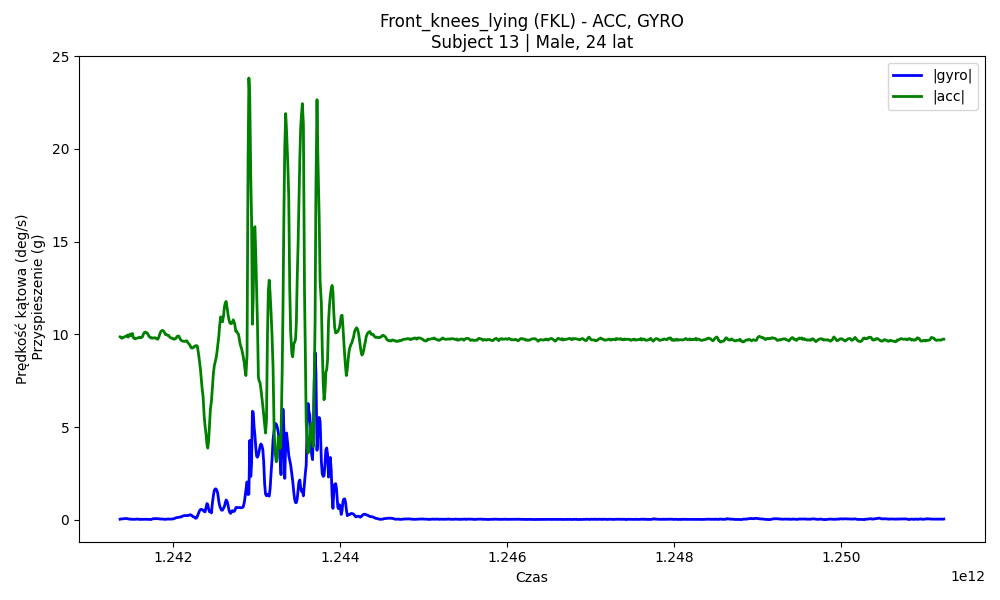 Front_knees_lying (FKL) - ACC, GYRO
Subject 13 | Male, 24 lat
|gyro|
|acc|
Prędkość kątowa (deg/s)
Przyspieszenie (g)
25
20
15
10
5
0
1.242
1.244
1.246
1.248
1.250
1e12
Czas